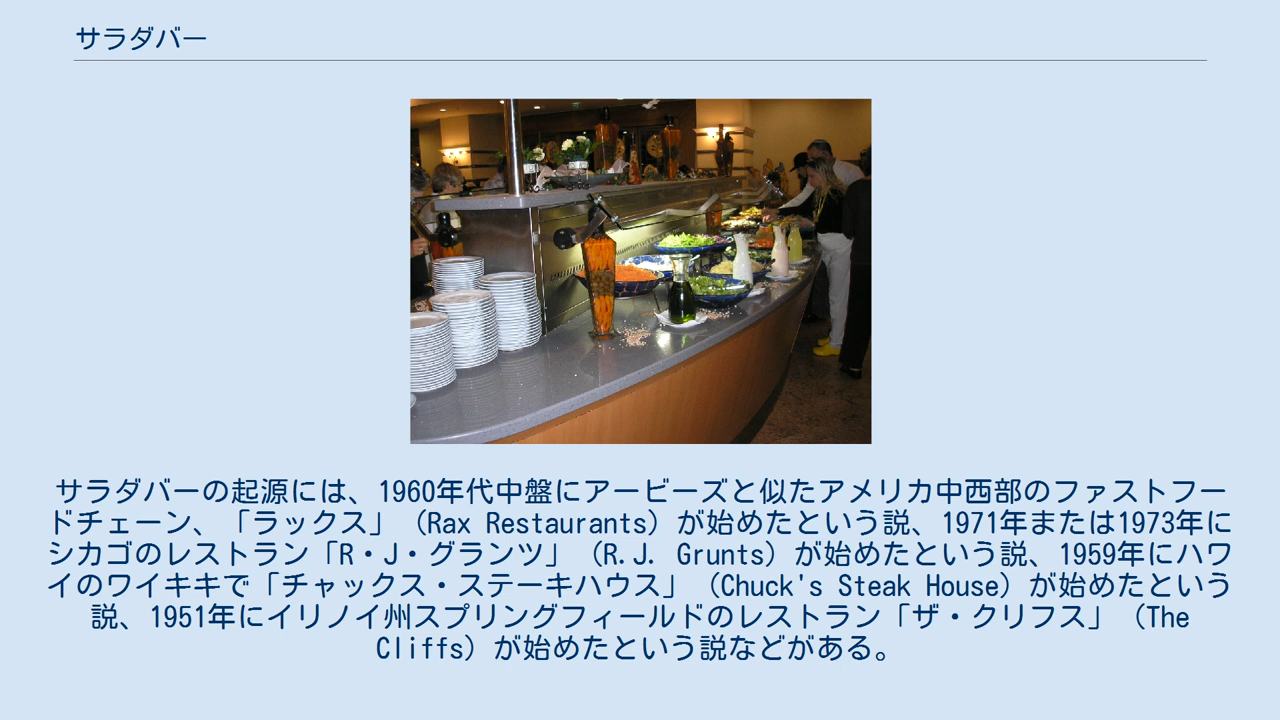 サラダバー
サラダバーの起源には、1960年代中盤にアービーズと似たアメリカ中西部のファストフー
ドチェーン、「ラックス」（Rax Restaurants）が始めたという説、1971年または1973年に
シカゴのレストラン「R・J・グランツ」（R.J. Grunts）が始めたという説、1959年にハワ
イのワイキキで「チャックス・ステーキハウス」（Chuck's Steak House）が始めたという
説、1951年にイリノイ州スプリングフィールドのレストラン「ザ・クリフス」（The
Cliffs）が始めたという説などがある。